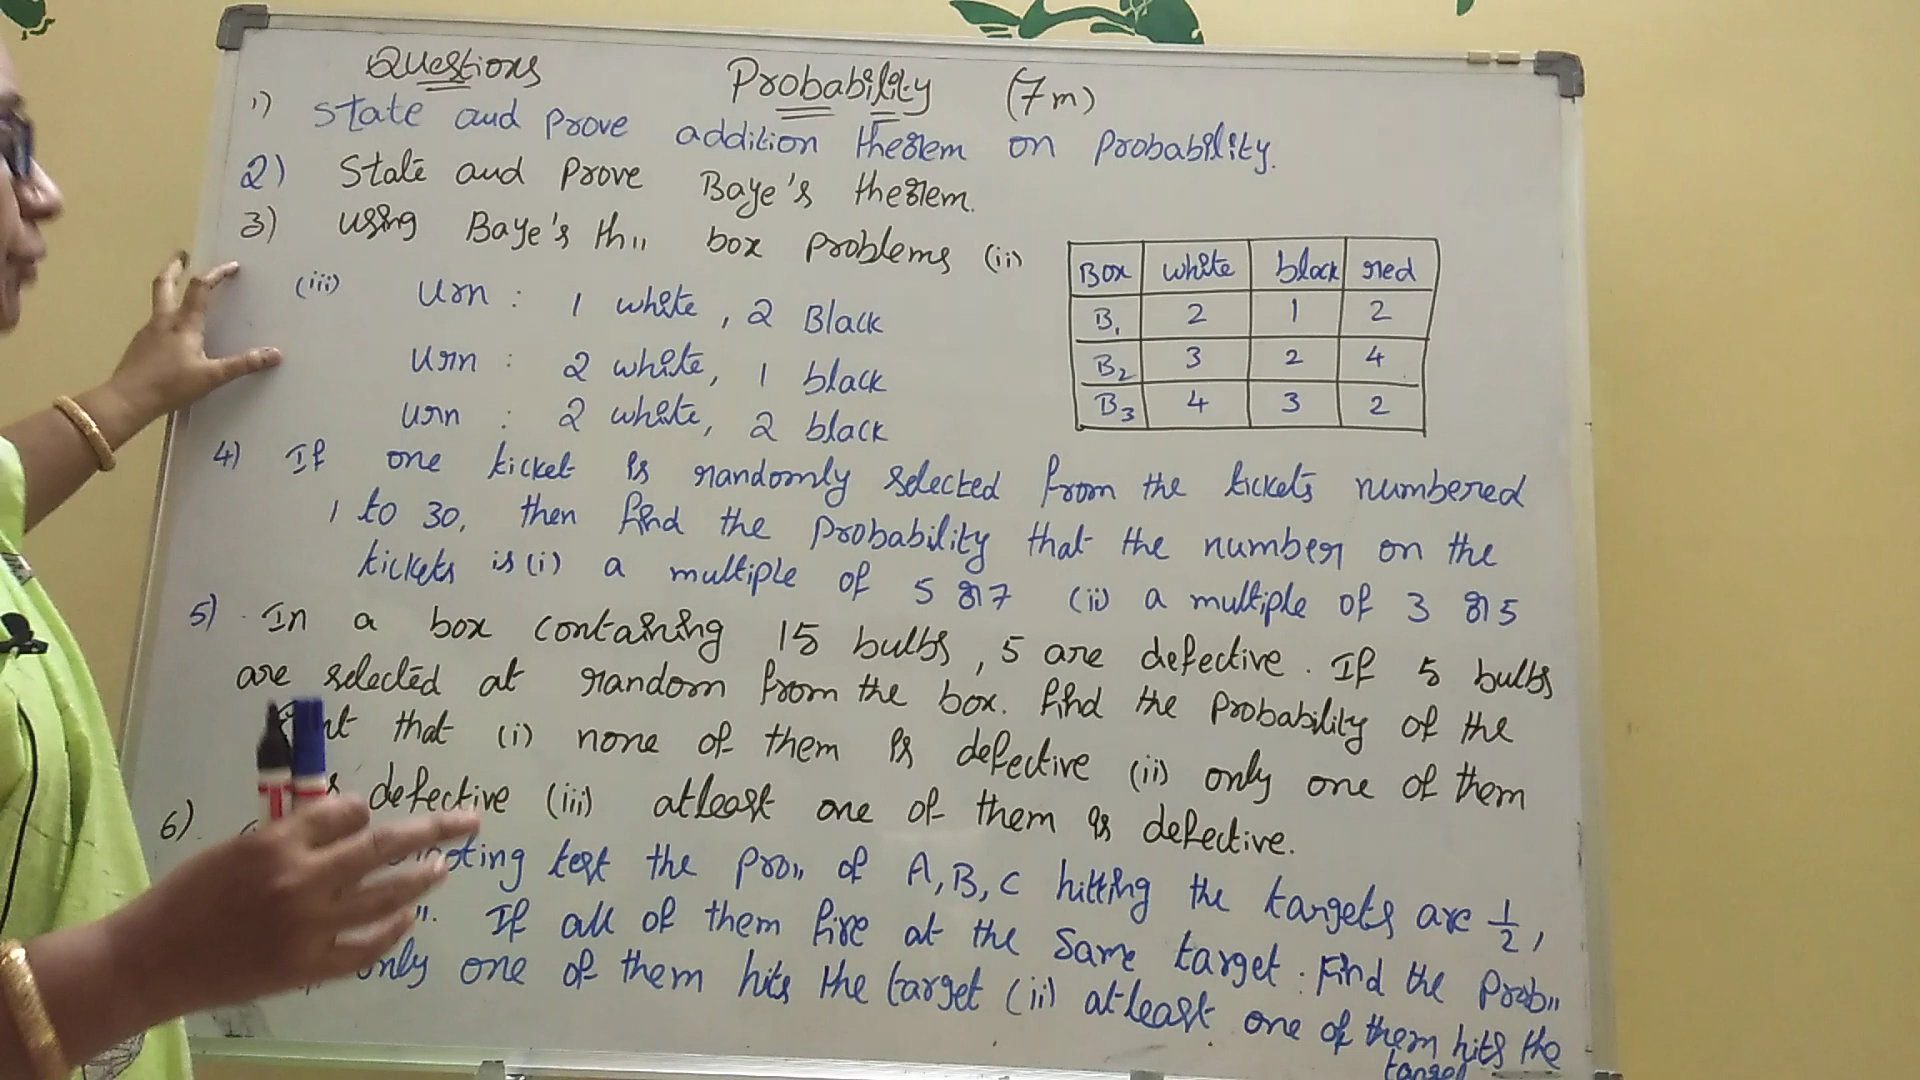 Questions Probability (7m)
1) State and prove addition theorem on probability.
2) State and Prove Baye's theorem.
3) using Baye's th,, box problems (ii)
Box white black red
B1 2 1 2
B2 3 2 4
B3 4 3 2
(iii) Urn : 1 white, 2 Black
Urn : 2 white, 1 black
urn : 2 white, 2 black
4) If one ticket is randomly selected from the tickets numbered
1 to 30, then find the probability that the number on the
tickets is (i) a multiple of 5 or 7 (ii) a multiple of 3 or 5
5) In a box containing 15 bulbs, 5 are defective. If 5 bulbs
are selected at random from the box. find the probability of the
that (i) none of them is defective (ii) only one of them
defective (iii) atleast one of them is defective.
6) test the pro,, of A, B, C hitting the targets are 1/2,
If all of them fire at the same target. Find the Prob,,
only one of them hits the target (ii) atleast one of them hits the
target